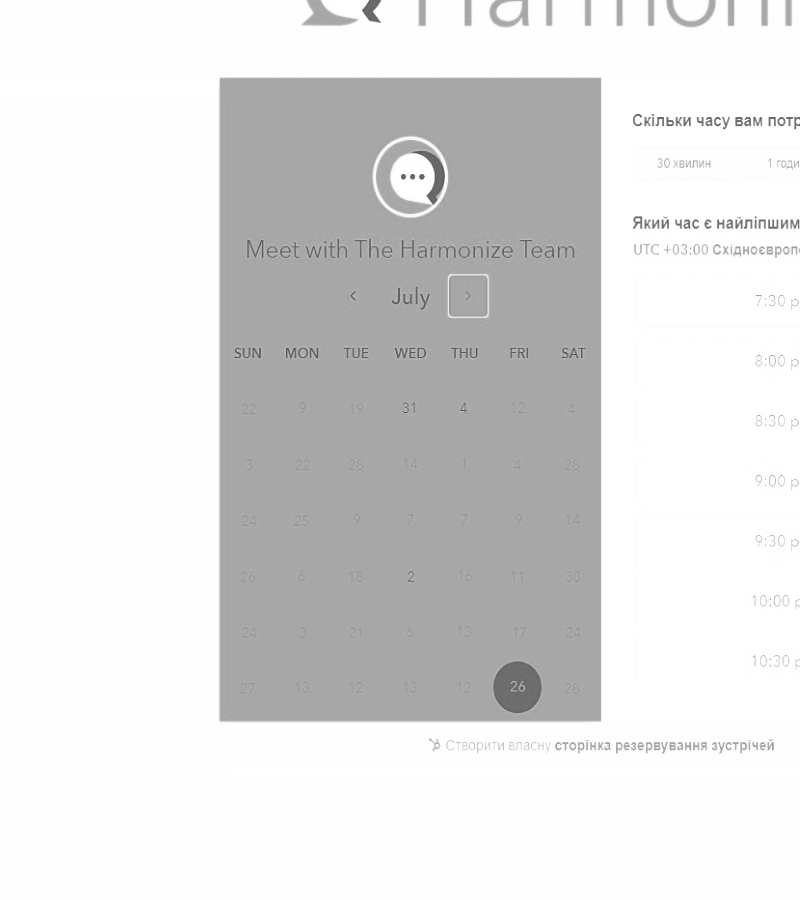 Harmoni
Meet with The Harmonize Team
July
SUN MON TUE WED THU FRI SAT
22 9 19 31 4 12 4
3 22 28 14 1 4 28
24 25 9 7 7 9 14
26 6 18 2 16 11 30
24 3 21 6 13 17 24
27 13 12 13 12 26 28
Скільки часу вам потр
30 хвилин 1 годи
Який час є найліпшим
UTC +03:00 Східноєвропе
7:30 p
8:00 p
8:30 p
9:00 p
9:30 p
10:00 p
10:30 p
Створити власну сторінка резервування зустрічей